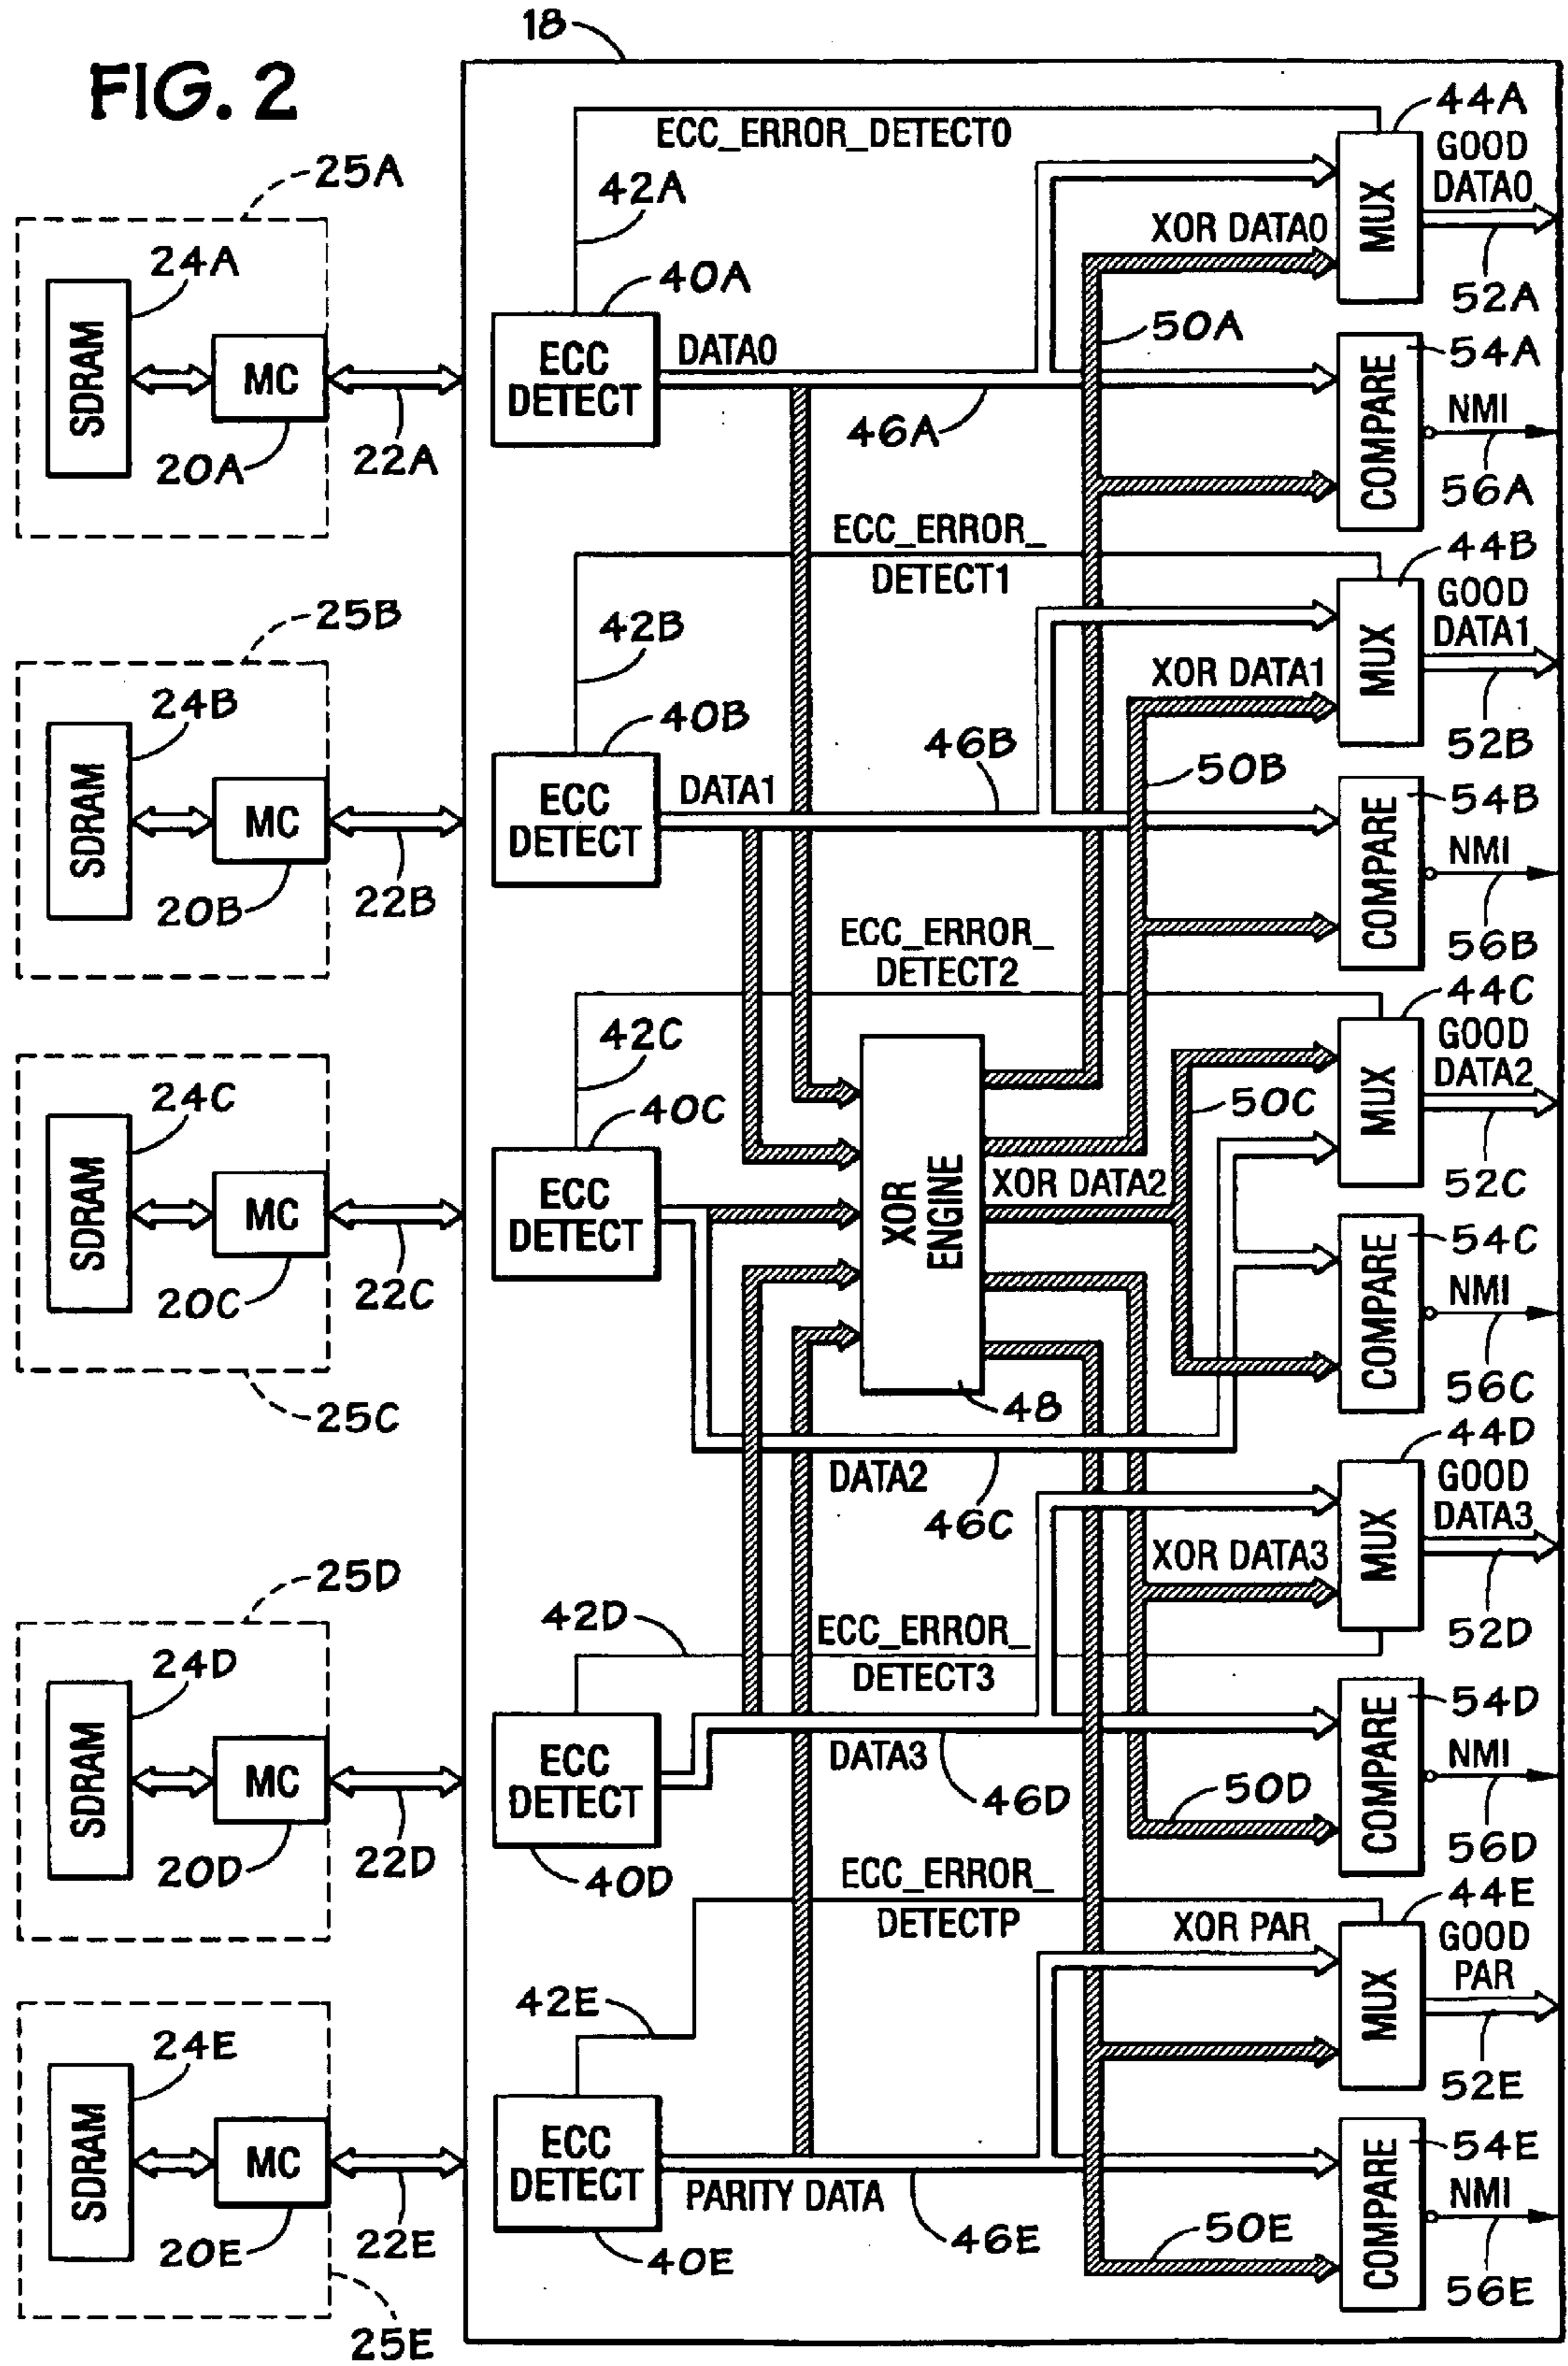 18
FIG. 2
44A
ECC_ERROR_DETECT0
GOOD
DATA0
25A
42A
MUX
XOR DATA0
24A
40A
52A
50A
SDRAM
MC
ECC
DETECT
DATA0
54A
COMPARE
NMI
46A
20A
22A
56A
ECC_ERROR_
DETECT1
44B
GOOD
DATA1
25B
42B
MUX
XOR DATA1
24B
40B
46B
52B
50B
SDRAM
MC
ECC
DETECT
DATA1
54B
COMPARE
NMI
20B
22B
56B
ECC_ERROR_
DETECT2
44C
GOOD
DATA2
42C
MUX
24C
40C
50C
SDRAM
MC
ECC
DETECT
XOR
ENGINE
XOR DATA2
52C
54C
COMPARE
NMI
20C
22C
56C
25C
48
44D
DATA2
46C
GOOD
DATA3
MUX
XOR DATA3
25D
42D
ECC_ERROR_
DETECT3
52D
24D
54D
SDRAM
MC
ECC
DETECT
DATA3
46D
50D
COMPARE
NMI
20D
22D
40D
56D
ECC_ERROR_
DETECTP
44E
XOR PAR
GOOD
PAR
MUX
42E
24E
52E
SDRAM
MC
ECC
DETECT
PARITY DATA
54E
COMPARE
NMI
20E
22E
40E
46E
50E
56E
25E